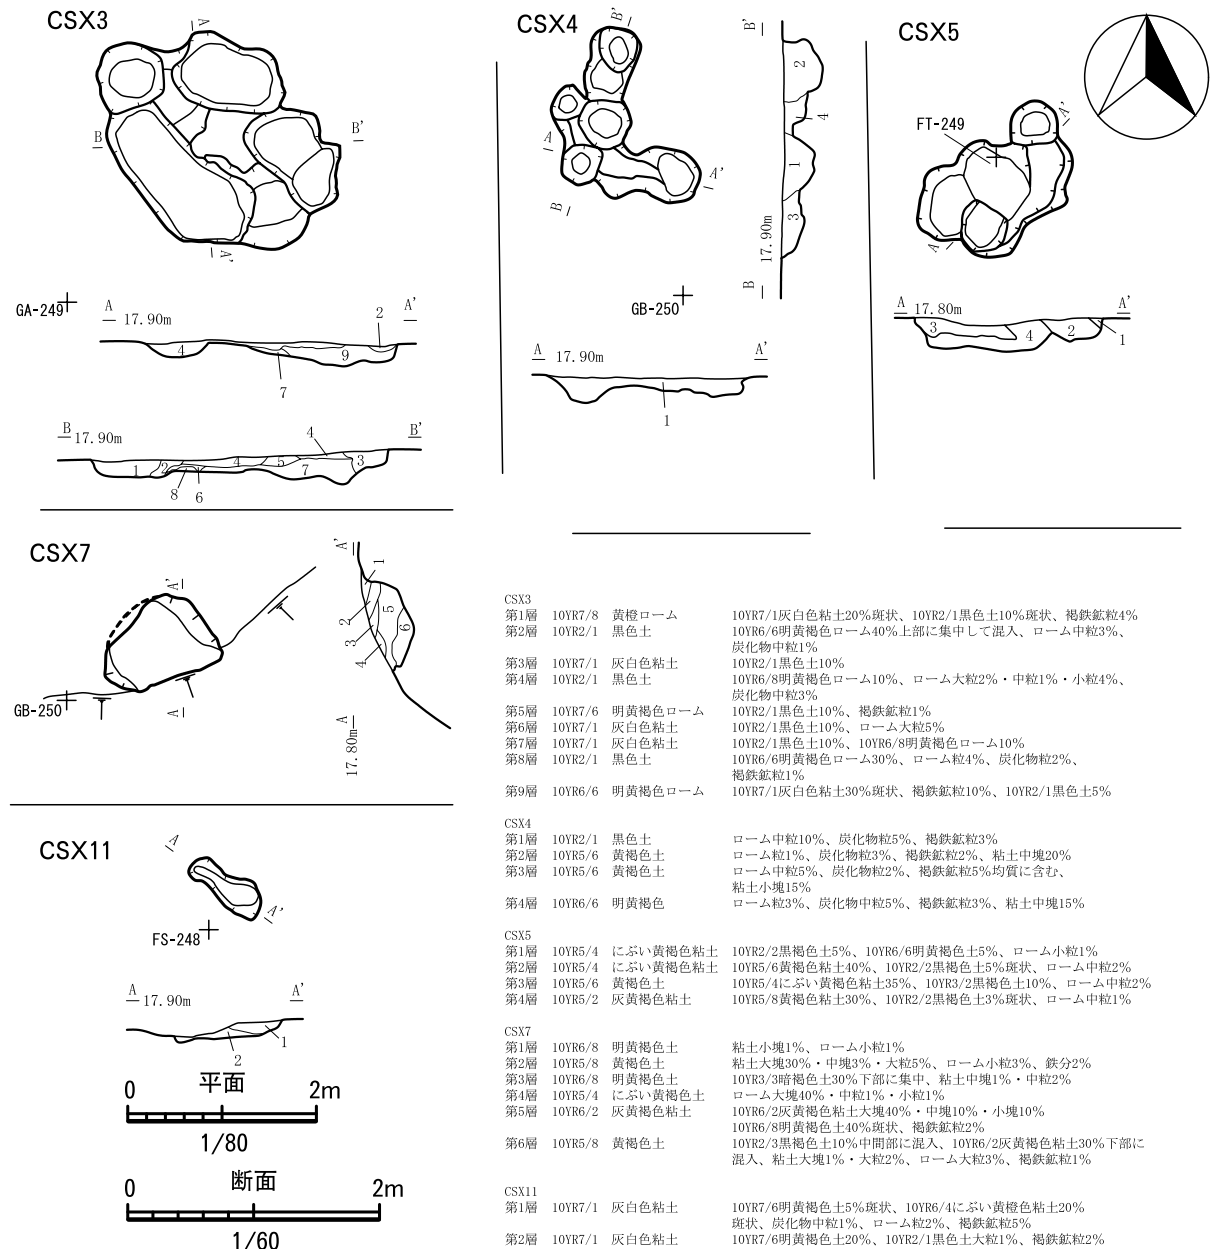 CSX3
A
A'
B
B'
GA-249
A
17.90m
A'
2
4
9
7
B
17.90m
B'
4
1
2
4
5
7
3
8
6
CSX4
B'
A
A'
B
GB-250
B'
2
4
1
3
17.90m
B
A
17.90m
A'
1
CSX5
FT-249
A'
A
A
17.80m
A'
3
4
2
1
CSX7
A'
GB-250
A
A'
1
2
5
3
6
4
17.80m
A
CSX11
A
A'
FS-248
A
17.90m
A'
1
2
平面
0
2m
1/80
断面
0
2m
1/60
CSX3
第1層 10YR7/8 黄橙ローム 10YR7/1灰白色粘土20%斑状、10YR2/1黒色土10%斑状、褐鉄鉱粒4%
第2層 10YR2/1 黒色土 10YR6/6明黄褐色ローム40%上部に集中して混入、ローム中粒3%、
炭化物中粒1%
第3層 10YR7/1 灰白色粘土 10YR2/1黒色土10%
第4層 10YR2/1 黒色土 10YR6/8明黄褐色ローム10%、ローム大粒2%・中粒1%・小粒4%、
炭化物中粒3%
第5層 10YR7/6 明黄褐色ローム 10YR2/1黒色土10%、褐鉄鉱粒1%
第6層 10YR7/1 灰白色粘土 10YR2/1黒色土10%、ローム大粒5%
第7層 10YR7/1 灰白色粘土 10YR2/1黒色土10%、10YR6/8明黄褐色ローム10%
第8層 10YR2/1 黒色土 10YR6/6明黄褐色ローム30%、ローム粒4%、炭化物粒2%、
褐鉄鉱粒1%
第9層 10YR6/6 明黄褐色ローム 10YR7/1灰白色粘土30%斑状、褐鉄鉱粒10%、10YR2/1黒色土5%
CSX4
第1層 10YR2/1 黒色土 ローム中粒10%、炭化物粒5%、褐鉄鉱粒3%
第2層 10YR5/6 黄褐色土 ローム粒1%、炭化物粒3%、褐鉄鉱粒2%、粘土中塊20%
第3層 10YR5/6 黄褐色土 ローム中粒5%、炭化物粒2%、褐鉄鉱粒5%均質に含む、
粘土小塊15%
第4層 10YR6/6 明黄褐色 ローム粒3%、炭化物中粒5%、褐鉄鉱粒3%、粘土中塊15%
CSX5
第1層 10YR5/4 にぶい黄褐色粘土 10YR2/2黒褐色土5%、10YR6/6明黄褐色土5%、ローム小粒1%
第2層 10YR5/4 にぶい黄褐色粘土 10YR5/6黄褐色粘土40%、10YR2/2黒褐色土5%斑状、ローム中粒2%
第3層 10YR5/6 黄褐色土 10YR5/4にぶい黄褐色粘土35%、10YR3/2黒褐色土10%、ローム中粒2%
第4層 10YR5/2 灰黄褐色粘土 10YR5/8黄褐色粘土30%、10YR2/2黒褐色土3%斑状、ローム中粒1%
CSX7
第1層 10YR6/8 明黄褐色土 粘土小塊1%、ローム小粒1%
第2層 10YR5/8 黄褐色土 粘土大塊30%・中塊3%・大粒5%、ローム小粒3%、鉄分2%
第3層 10YR6/8 明黄褐色土 10YR3/3暗褐色土30%下部に集中、粘土中塊1%・中粒2%
第4層 10YR5/4 にぶい黄褐色土 ローム大塊40%・中粒1%・小粒1%
第5層 10YR6/2 灰黄褐色粘土 10YR6/2灰黄褐色粘土大塊40%・中塊10%・小塊10%
10YR6/8明黄褐色土40%斑状、褐鉄鉱粒2%
第6層 10YR5/8 黄褐色土 10YR2/3黒褐色土10%中間部に混入、10YR6/2灰黄褐色粘土30%下部に
混入、粘土大塊1%・大粒2%、ローム大粒3%、褐鉄鉱粒1%
CSX11
第1層 10YR7/1 灰白色粘土 10YR7/6明黄褐色土5%斑状、10YR6/4にぶい黄橙色粘土20%
斑状、炭化物中粒1%、ローム粒2%、褐鉄鉱粒5%
第2層 10YR7/1 灰白色粘土 10YR7/6明黄褐色土20%、10YR2/1黒色土大粒1%、褐鉄鉱粒2%